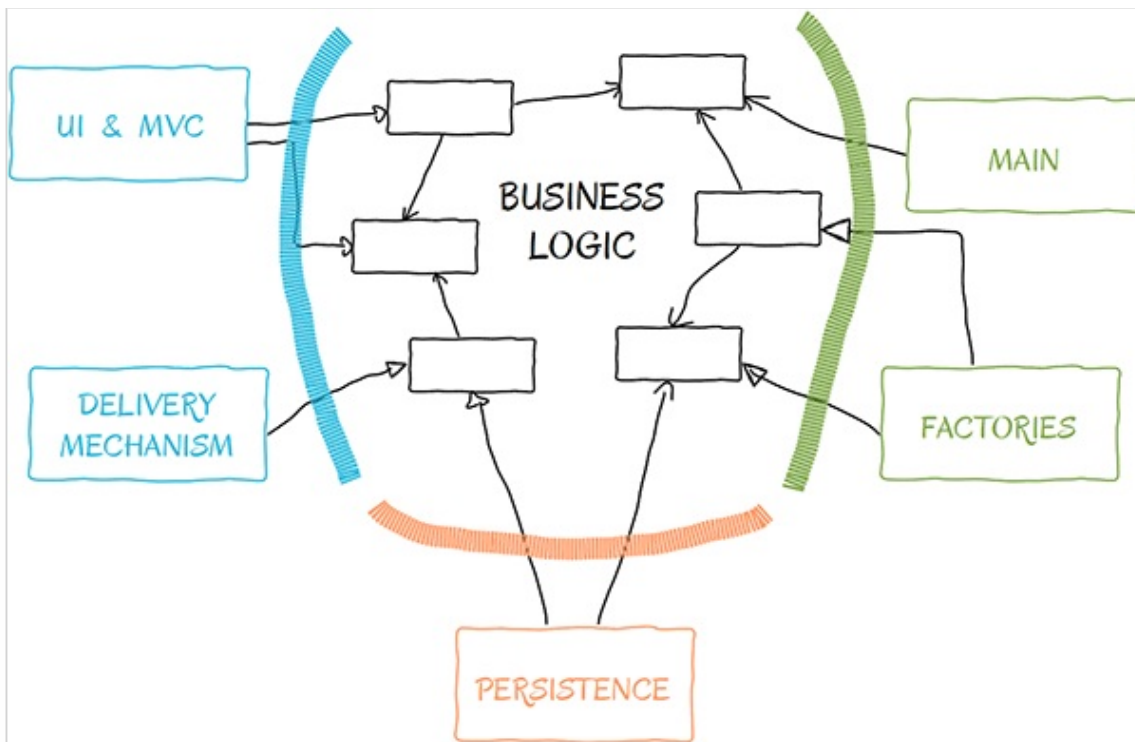 UI & MVC
BUSINESS
LOGIC
MAIN
DELIVERY
MECHANISM
FACTORIES
PERSISTENCE